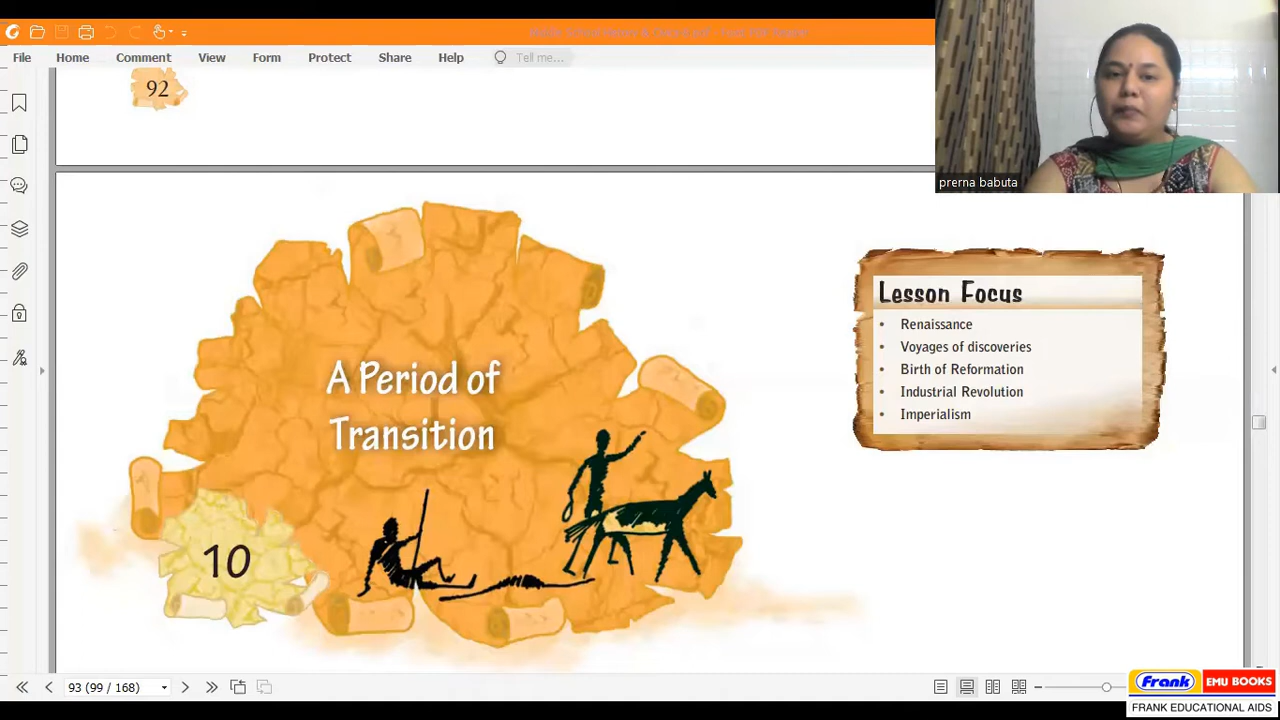 File Home Comment View Form Protect Share Help Tell me...
92
prerna babuta
A Period of
Transition
10
Lesson Focus
• Renaissance
• Voyages of discoveries
• Birth of Reformation
• Industrial Revolution
• Imperialism
93 (99 / 168)
Frank EMU BOOKS
FRANK EDUCATIONAL AIDS